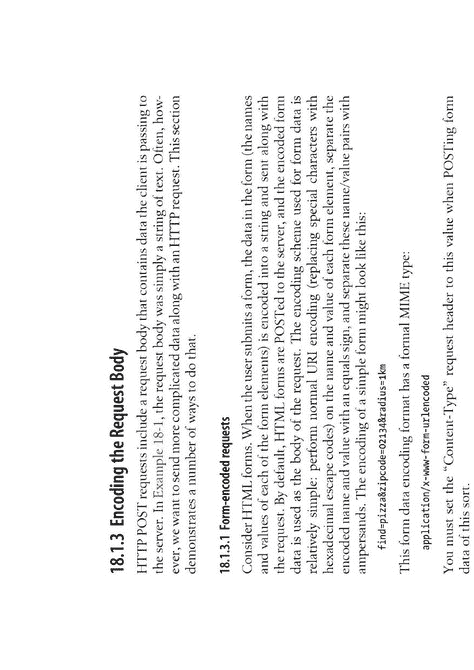 18.1.3 Encoding the Request Body
HTTP POST requests include a request body that contains data the client is passing to
the server. In Example 18-1, the request body was simply a string of text. Often, how-
ever, we want to send more complicated data along with an HTTP request. This section
demonstrates a number of ways to do that.
18.1.3.1 Form-encoded requests
Consider HTML forms. When the user submits a form, the data in the form (the names
and values of each of the form elements) is encoded into a string and sent along with
the request. By default, HTML forms are POSTed to the server, and the encoded form
data is used as the body of the request. The encoding scheme used for form data is
relatively simple: perform normal URI encoding (replacing special characters with
hexadecimal escape codes) on the name and value of each form element, separate the
encoded name and value with an equals sign, and separate these name/value pairs with
ampersands. The encoding of a simple form might look like this:
find=pizza&zipcode=02134&radius=1km
This form data encoding format has a formal MIME type:
application/x-www-form-urlencoded
You must set the “Content-Type” request header to this value when POSTing form
data of this sort.